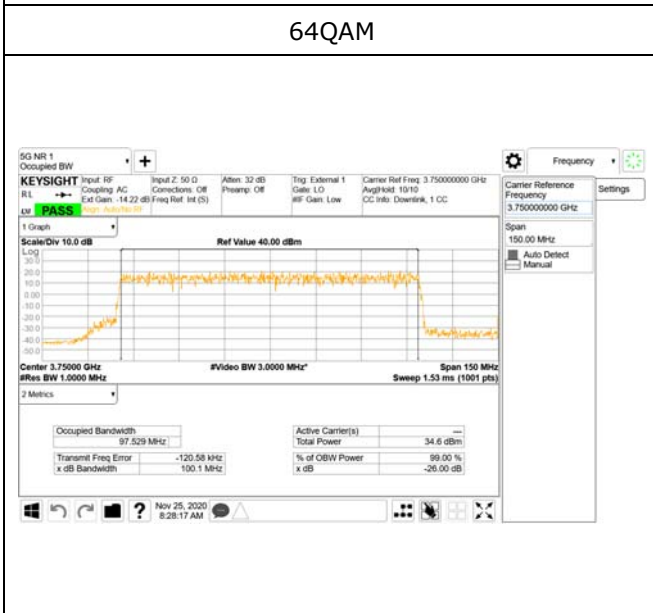 64QAM
5G NR 1
Occupied BW
Frequency
KEYSIGHT
RL
PASS
Input: RF
Coupling: AC
Ext Gain: -14.22 dB
Align: Auto/No RF
Input Z: 50 Ω
Corrections: Off
Freq Ref: Int (S)
Atten: 32 dB
Preamp: Off
Trig: External 1
Gate: LO
#IF Gain: Low
Carrier Ref Freq: 3.750000000 GHz
Avg|Hold: 10/10
CC Info: Downlink, 1 CC
Carrier Reference
Frequency
3.750000000 GHz
Settings
Span
150.00 MHz
Auto Detect
Manual
1 Graph
Scale/Div 10.0 dB
Ref Value 40.00 dBm
Log
30.0
20.0
10.0
0.00
-10.0
-20.0
-30.0
-40.0
-50.0
Center 3.75000 GHz
#Video BW 3.0000 MHz*
Span 150 MHz
#Res BW 1.0000 MHz
Sweep 1.53 ms (1001 pts)
2 Metrics
Occupied Bandwidth
97.529 MHz
Active Carrier(s) ---
Total Power 34.6 dBm
Transmit Freq Error -120.58 kHz
% of OBW Power 99.00 %
x dB Bandwidth 100.1 MHz
x dB -26.00 dB
Nov 25, 2020
8:28:17 AM